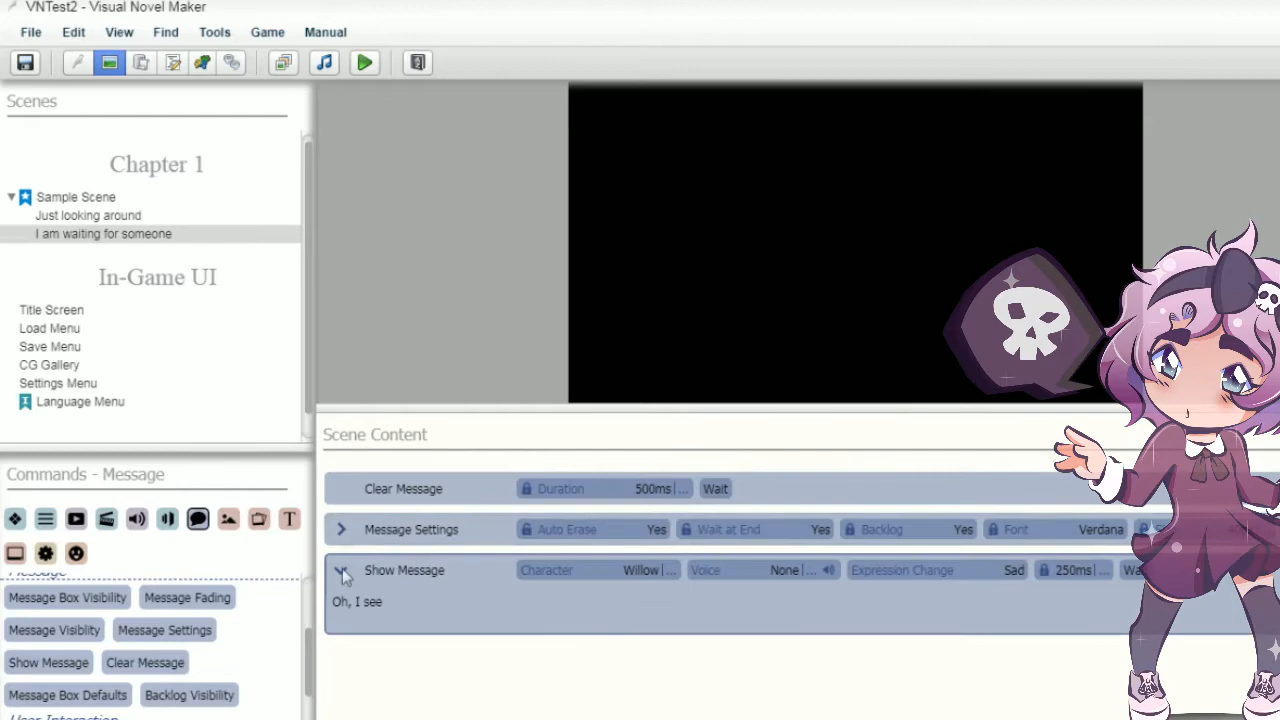 VNTest2 - Visual Novel Maker
File Edit View Find Tools Game Manual
Scenes
Chapter 1
Sample Scene
Just looking around
I am waiting for someone
In-Game UI
Title Screen
Load Menu
Save Menu
CG Gallery
Settings Menu
Language Menu
Commands - Message
T
Message
Message Box Visibility Message Fading
Message Visiblity Message Settings
Show Message Clear Message
Message Box Defaults Backlog Visibility
User Interaction
Scene Content
Clear Message Duration 500ms ... Wait
Message Settings Auto Erase Yes Wait at End Yes Backlog Yes Font Verdana
Show Message Character Willow ... Voice None ... Expression Change Sad 250ms ...
Oh, I see